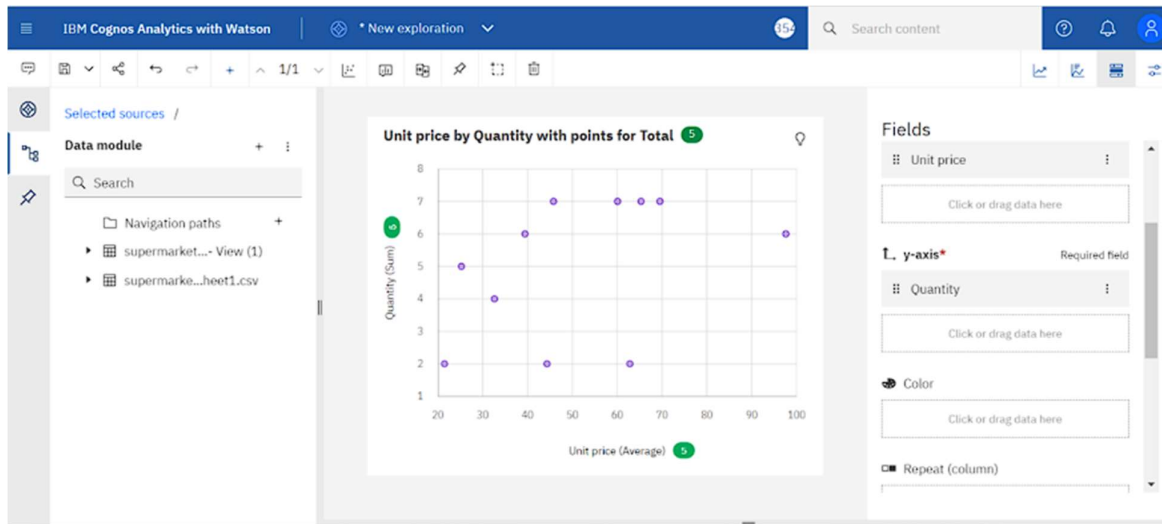 IBM Cognos Analytics with Watson
* New exploration
354
Search content
1/1
Selected sources /
Data module
Search
Navigation paths
supermarket...- View (1)
supermarke...heet1.csv
Unit price by Quantity with points for Total 5
8
7
6
5
4
3
2
1
Quantity (Sum) 5
20 30 40 50 60 70 80 90 100
Unit price (Average) 5
Fields
Unit price
Click or drag data here
y-axis* Required field
Quantity
Click or drag data here
Color
Click or drag data here
Repeat (column)